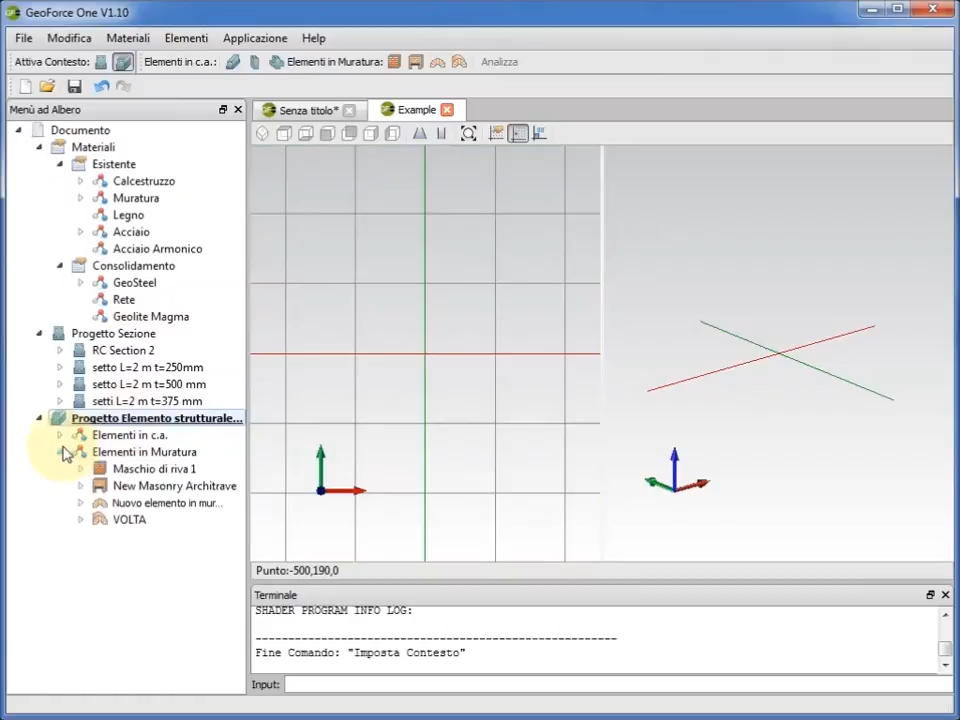 GeoForce One V1.10
File Modifica Materiali Elementi Applicazione Help
Attiva Contesto: Elementi in c.a.: Elementi in Muratura: Analizza
Menù ad Albero
Senza titolo* Example
Documento
Materiali
Esistente
Calcestruzzo
Muratura
Legno
Acciaio
Acciaio Armonico
Consolidamento
GeoSteel
Rete
Geolite Magma
Progetto Sezione
RC Section 2
setto L=2 m t=250mm
setto L=2 m t=500 mm
setti L=2 m t=375 mm
Progetto Elemento strutturale...
Elementi in c.a.
Elementi in Muratura
Maschio di riva 1
New Masonry Architrave
Nuovo elemento in mur...
VOLTA
Punto:-500,190,0
Terminale
SHADER PROGRAM INFO LOG:
------------------------------------------------------
Fine Comando: "Imposta Contesto"
Input: